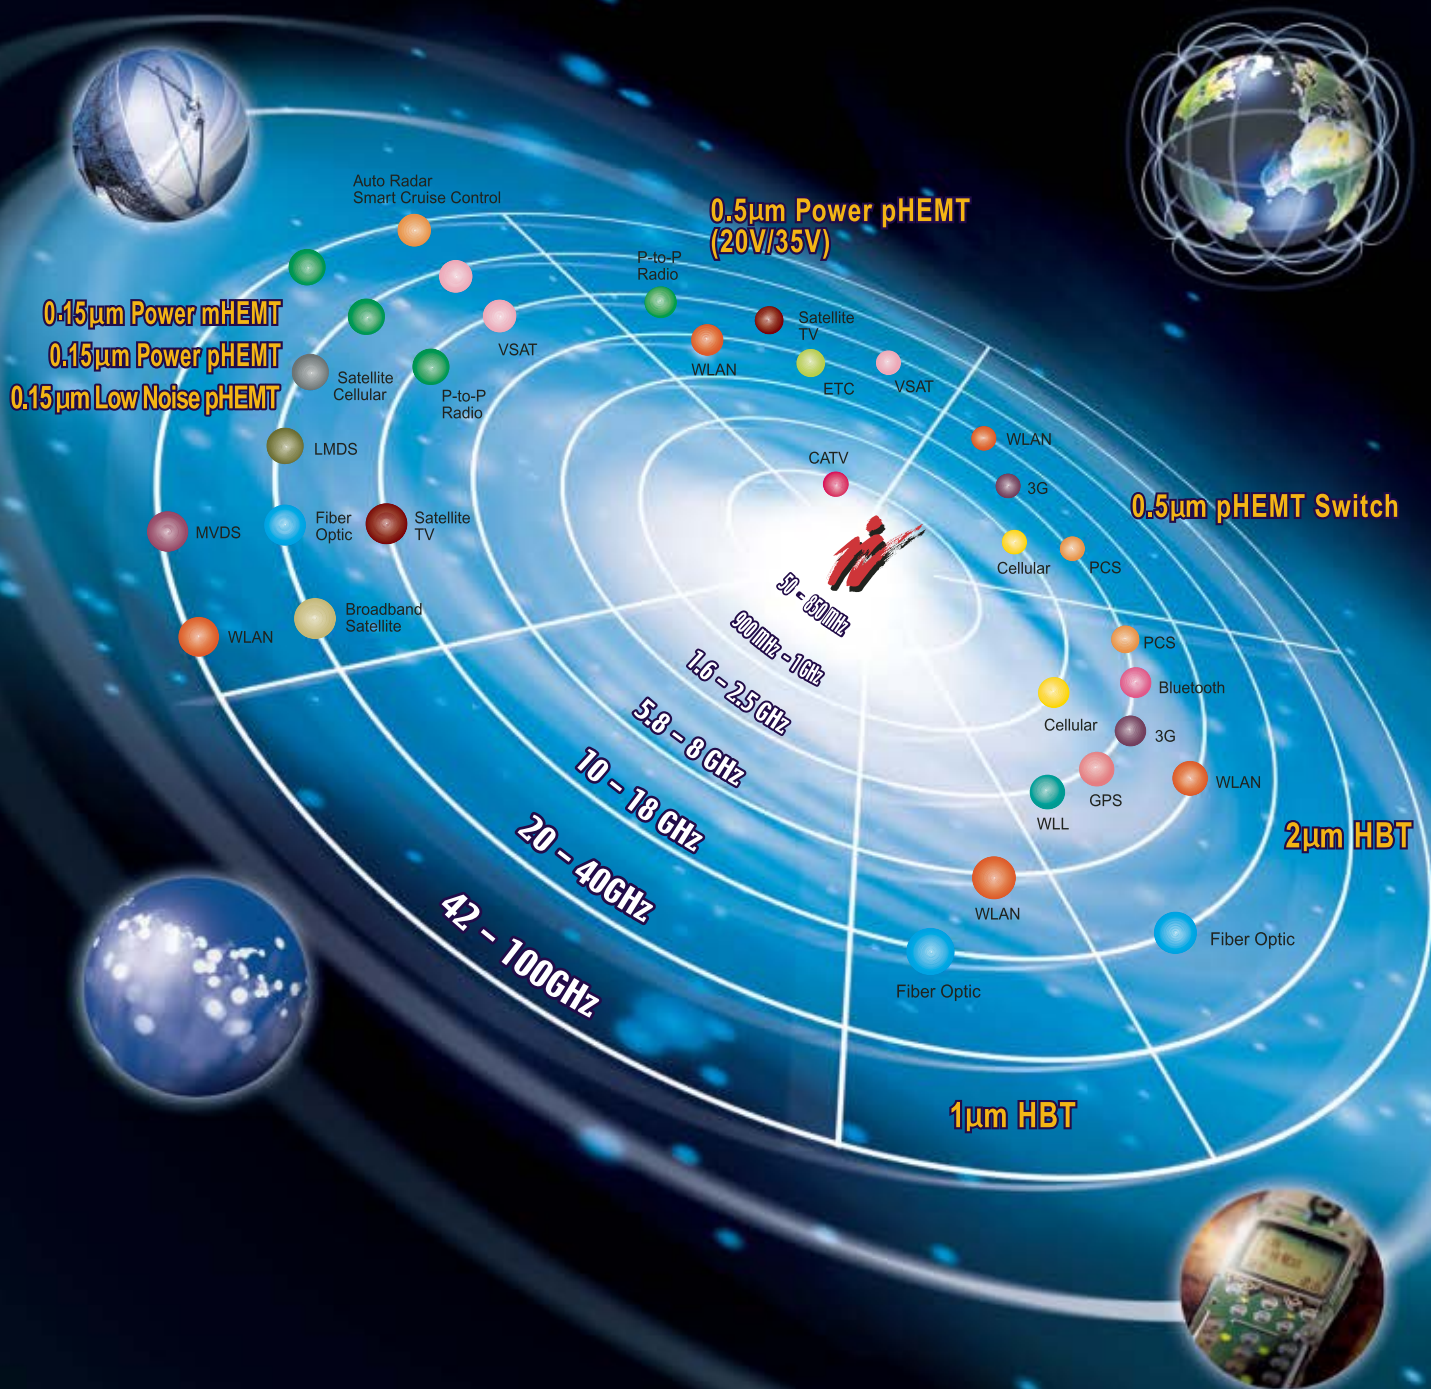 Auto Radar
Smart Cruise Control
0.5µm Power pHEMT
(20V/35V)
P-to-P
Radio
0.15µm Power mHEMT
Satellite
TV
0.15µm Power pHEMT
VSAT
WLAN
ETC
VSAT
Satellite
Cellular
0.15µm Low Noise pHEMT
P-to-P
Radio
WLAN
LMDS
CATV
3G
0.5µm pHEMT Switch
MVDS
Fiber
Optic
Satellite
TV
Cellular
PCS
50 - 850 MHz
Broadband
Satellite
WLAN
900 MHz - 1 GHz
PCS
1.6 - 2.5 GHz
Bluetooth
Cellular
3G
5.8 - 8 GHz
WLAN
GPS
WLL
10 - 18 GHz
2µm HBT
20 - 40GHz
WLAN
Fiber Optic
42 - 100GHz
Fiber Optic
1µm HBT